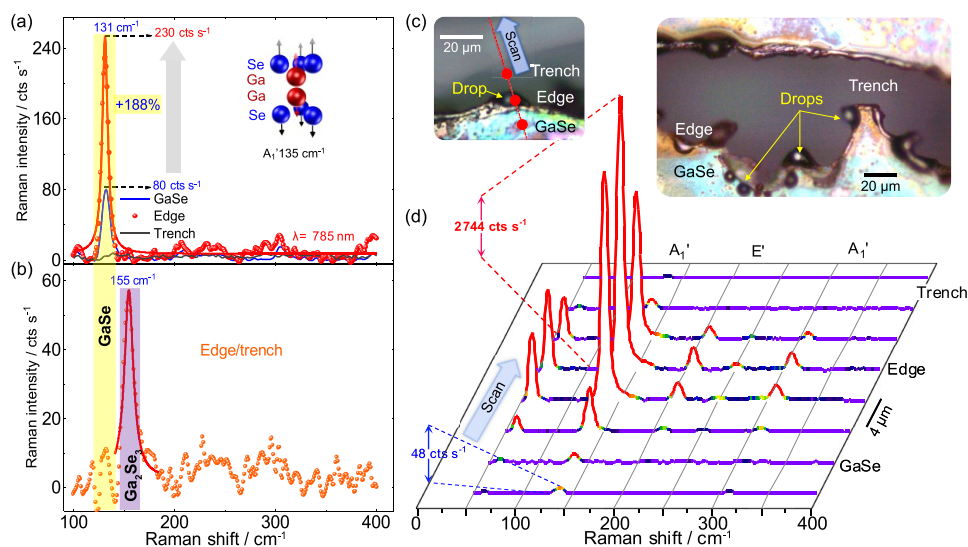 (a)
131 cm⁻¹
230 cts s⁻¹
+188%
80 cts s⁻¹
GaSe
Edge
Trench
Se
Ga
Ga
Se
A₁'135 cm⁻¹
λ= 785 nm
Raman intensity / cts s⁻¹
240
160
80
0
(b)
155 cm⁻¹
GaSe
Ga₂Se₃
Edge/trench
Raman intensity / cts s⁻¹
60
40
20
0
100
200
300
400
Raman shift / cm⁻¹
(c)
20 µm
Scan
Trench
Drop
Edge
GaSe
Drops
Edge
GaSe
20 µm
(d)
2744 cts s⁻¹
A₁'
E'
A₁'
Trench
Edge
GaSe
4 µm
Scan
48 cts s⁻¹
0
50
100
150
200
250
300
350
400
Raman shift / cm⁻¹